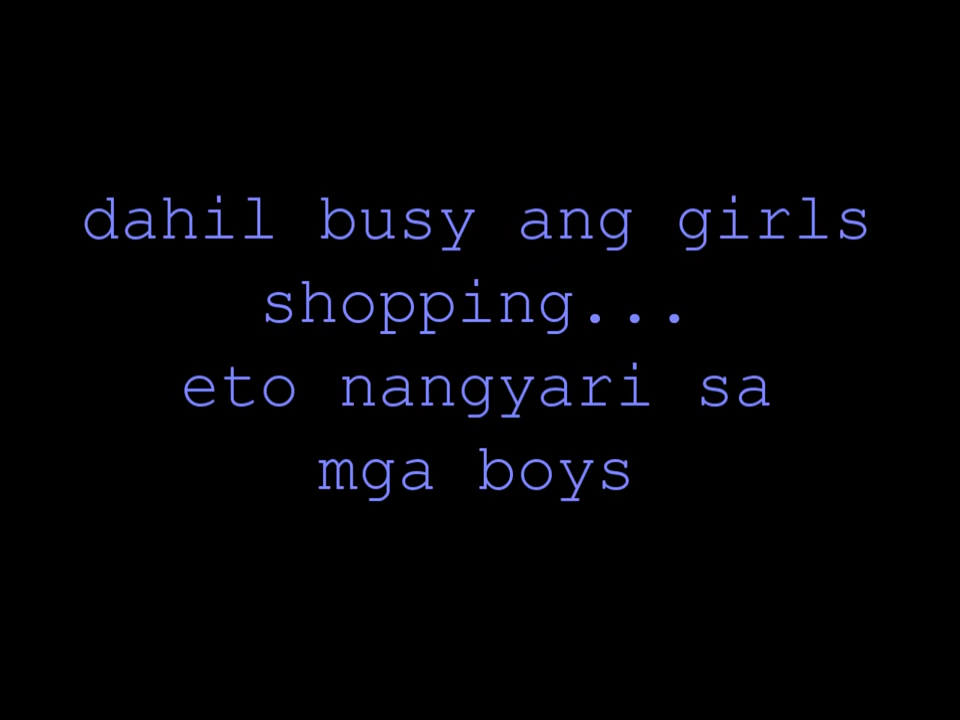 dahil busy ang girls
shopping...
eto nangyari sa
mga boys